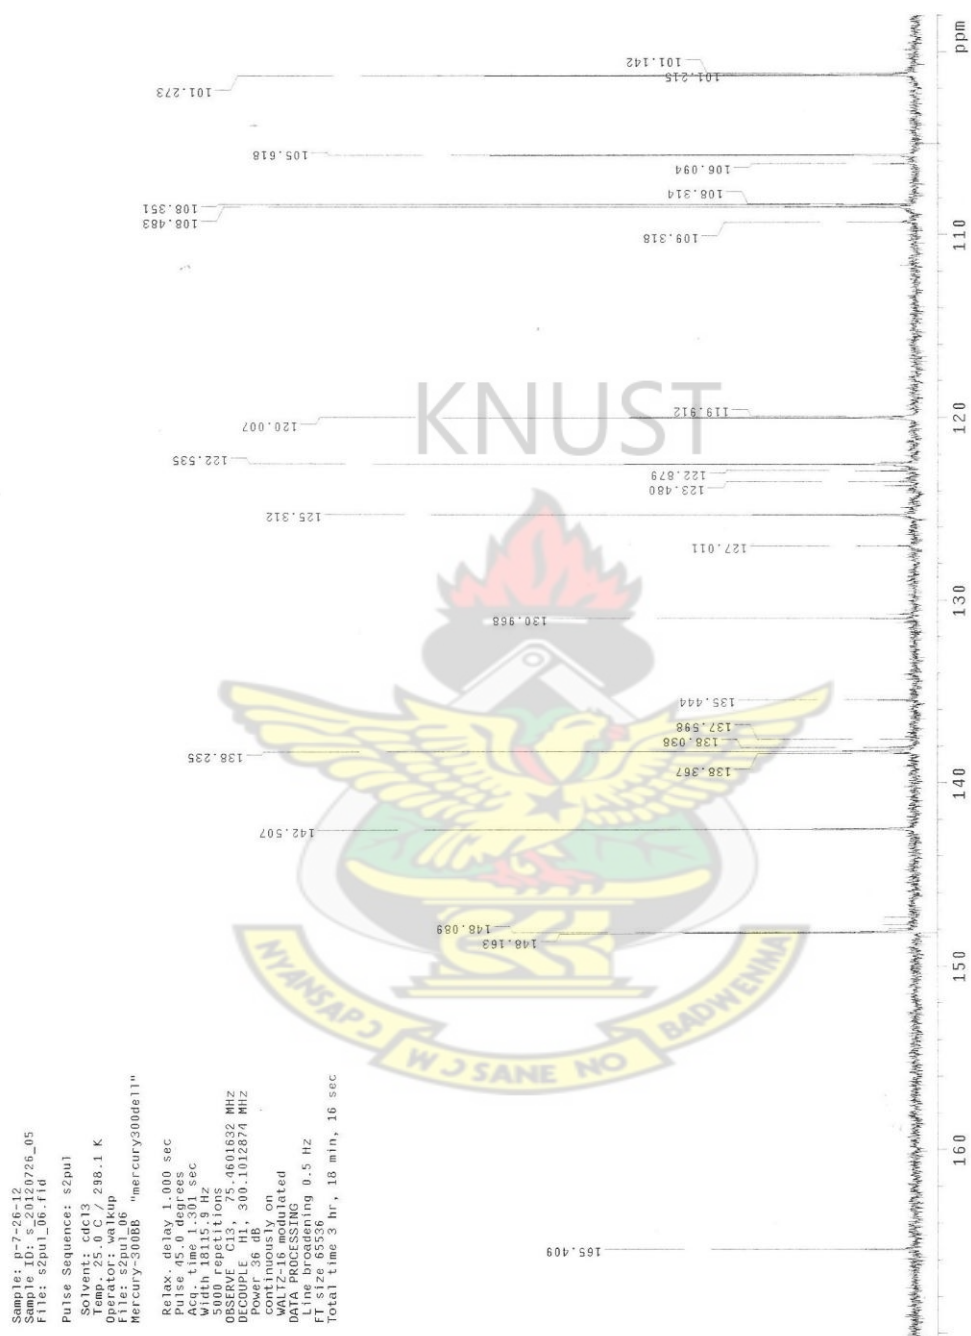 Sample: p-7-26-12
Sample ID: s_20120726_05
File: s2pul_06.fid
Pulse Sequence: s2pul
Solvent: cdcl3
Temp. 25.0 C / 298.1 K
Operator: walkup
File: s2pul_06
Mercury-300BB "mercury300dell"
Relax. delay 1.000 sec
Pulse 45.0 degrees
Acq. time 1.301 sec
Width 18115.9 Hz
5000 repetitions
OBSERVE C13, 75.4601632 MHz
DECOUPLE H1, 300.1012874 MHz
Power 36 dB
continuously on
WALTZ-16 modulated
DATA PROCESSING
Line broadening 0.5 Hz
FT size 65536
Total time 3 hr, 18 min, 16 sec
165.409
148.163
148.089
142.507
138.367
138.235
138.038
137.598
135.444
130.968
127.011
125.312
123.480
122.879
122.535
120.007
119.912
109.318
108.483
108.351
108.314
106.094
105.618
101.273
101.215
101.142
160
150
140
130
120
110
ppm
KNUST
NYANSAPƆ
WƆSANE NO
BADWENMA